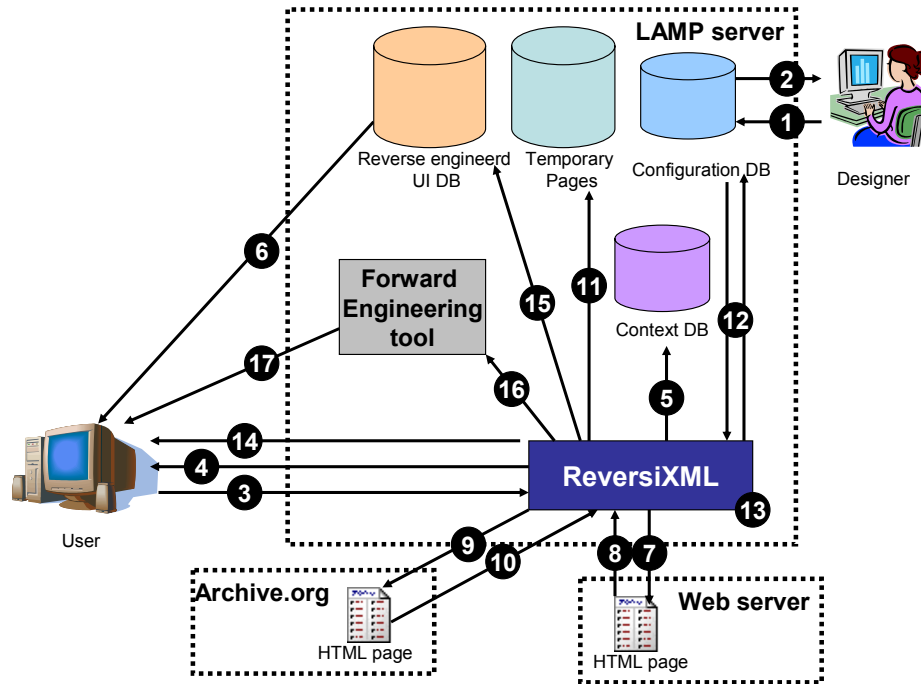 LAMP server
2
1
Reverse engineerd
UI DB
Temporary
Pages
Configuration DB
Designer
6
Forward
Engineering
tool
15
11
Context DB
12
17
16
5
14
4
3
ReversiXML
13
User
9
10
8
7
Archive.org
HTML page
Web server
HTML page